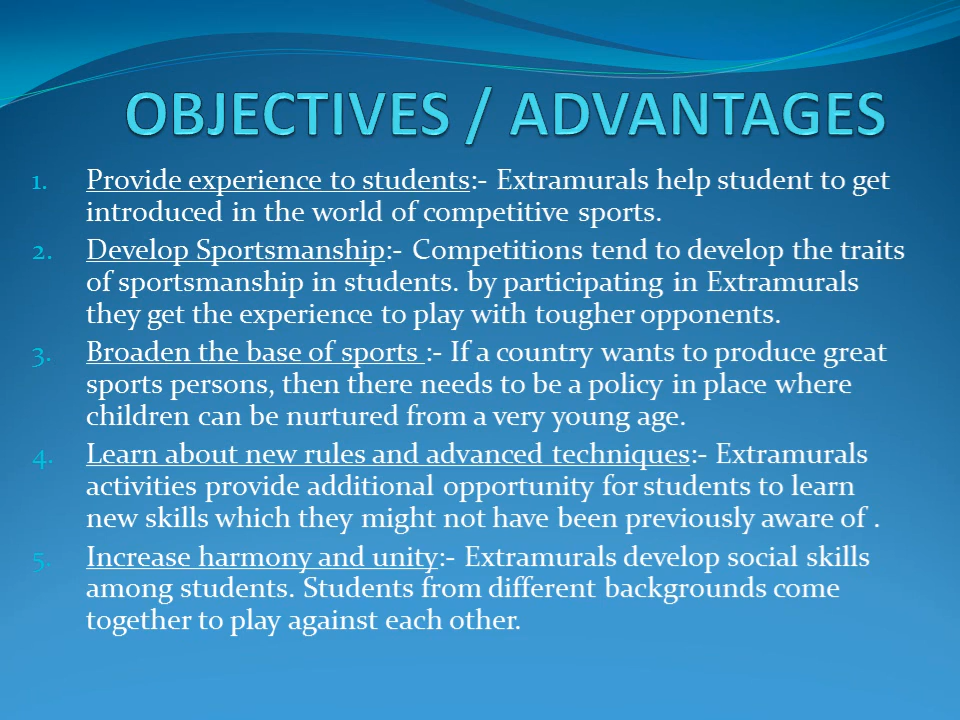 OBJECTIVES / ADVANTAGES
1. Provide experience to students:- Extramurals help student to get
introduced in the world of competitive sports.
2. Develop Sportsmanship:- Competitions tend to develop the traits
of sportsmanship in students. by participating in Extramurals
they get the experience to play with tougher opponents.
3. Broaden the base of sports :- If a country wants to produce great
sports persons, then there needs to be a policy in place where
children can be nurtured from a very young age.
4. Learn about new rules and advanced techniques:- Extramurals
activities provide additional opportunity for students to learn
new skills which they might not have been previously aware of .
5. Increase harmony and unity:- Extramurals develop social skills
among students. Students from different backgrounds come
together to play against each other.